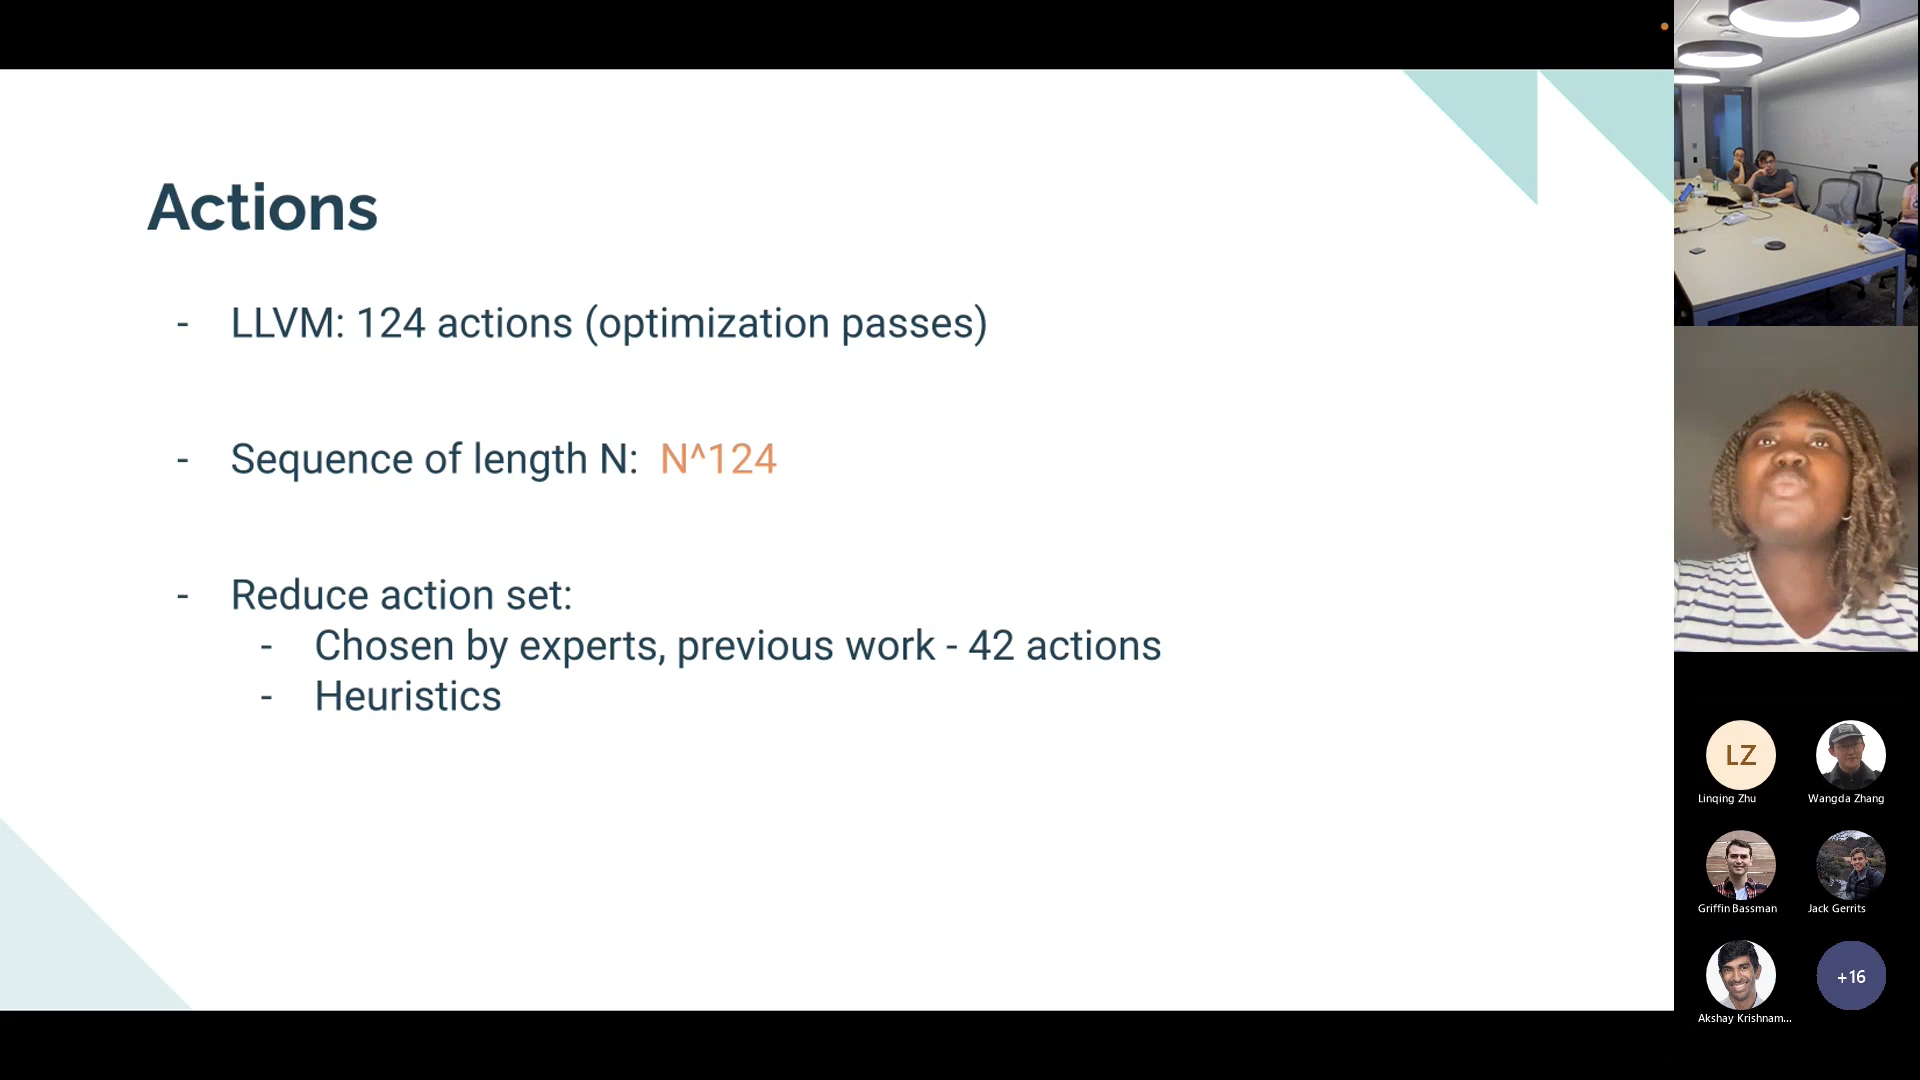 Actions
- LLVM: 124 actions (optimization passes)
- Sequence of length N: N^124
- Reduce action set:
- Chosen by experts, previous work - 42 actions
- Heuristics
LZ
Linqing Zhu
Wangda Zhang
Griffin Bassman
Jack Gerrits
Akshay Krishnam...
+16